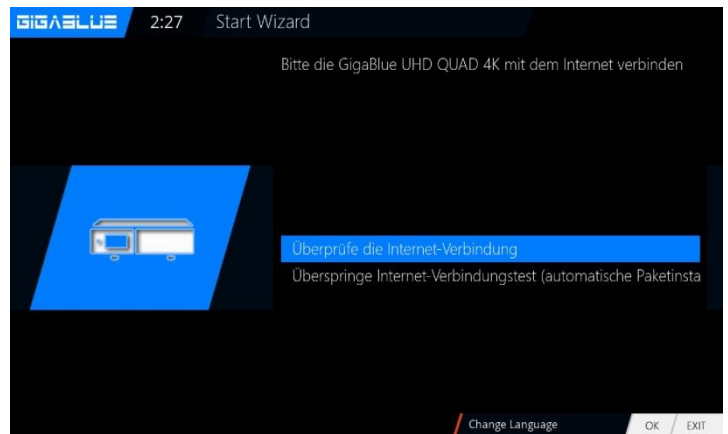 GIGABLUE 2:27 Start Wizard
Bitte die GigaBlue UHD QUAD 4K mit dem Internet verbinden
Überprüfe die Internet-Verbindung
Überspringe Internet-Verbindungstest (automatische Paketinsta
Change Language OK EXIT